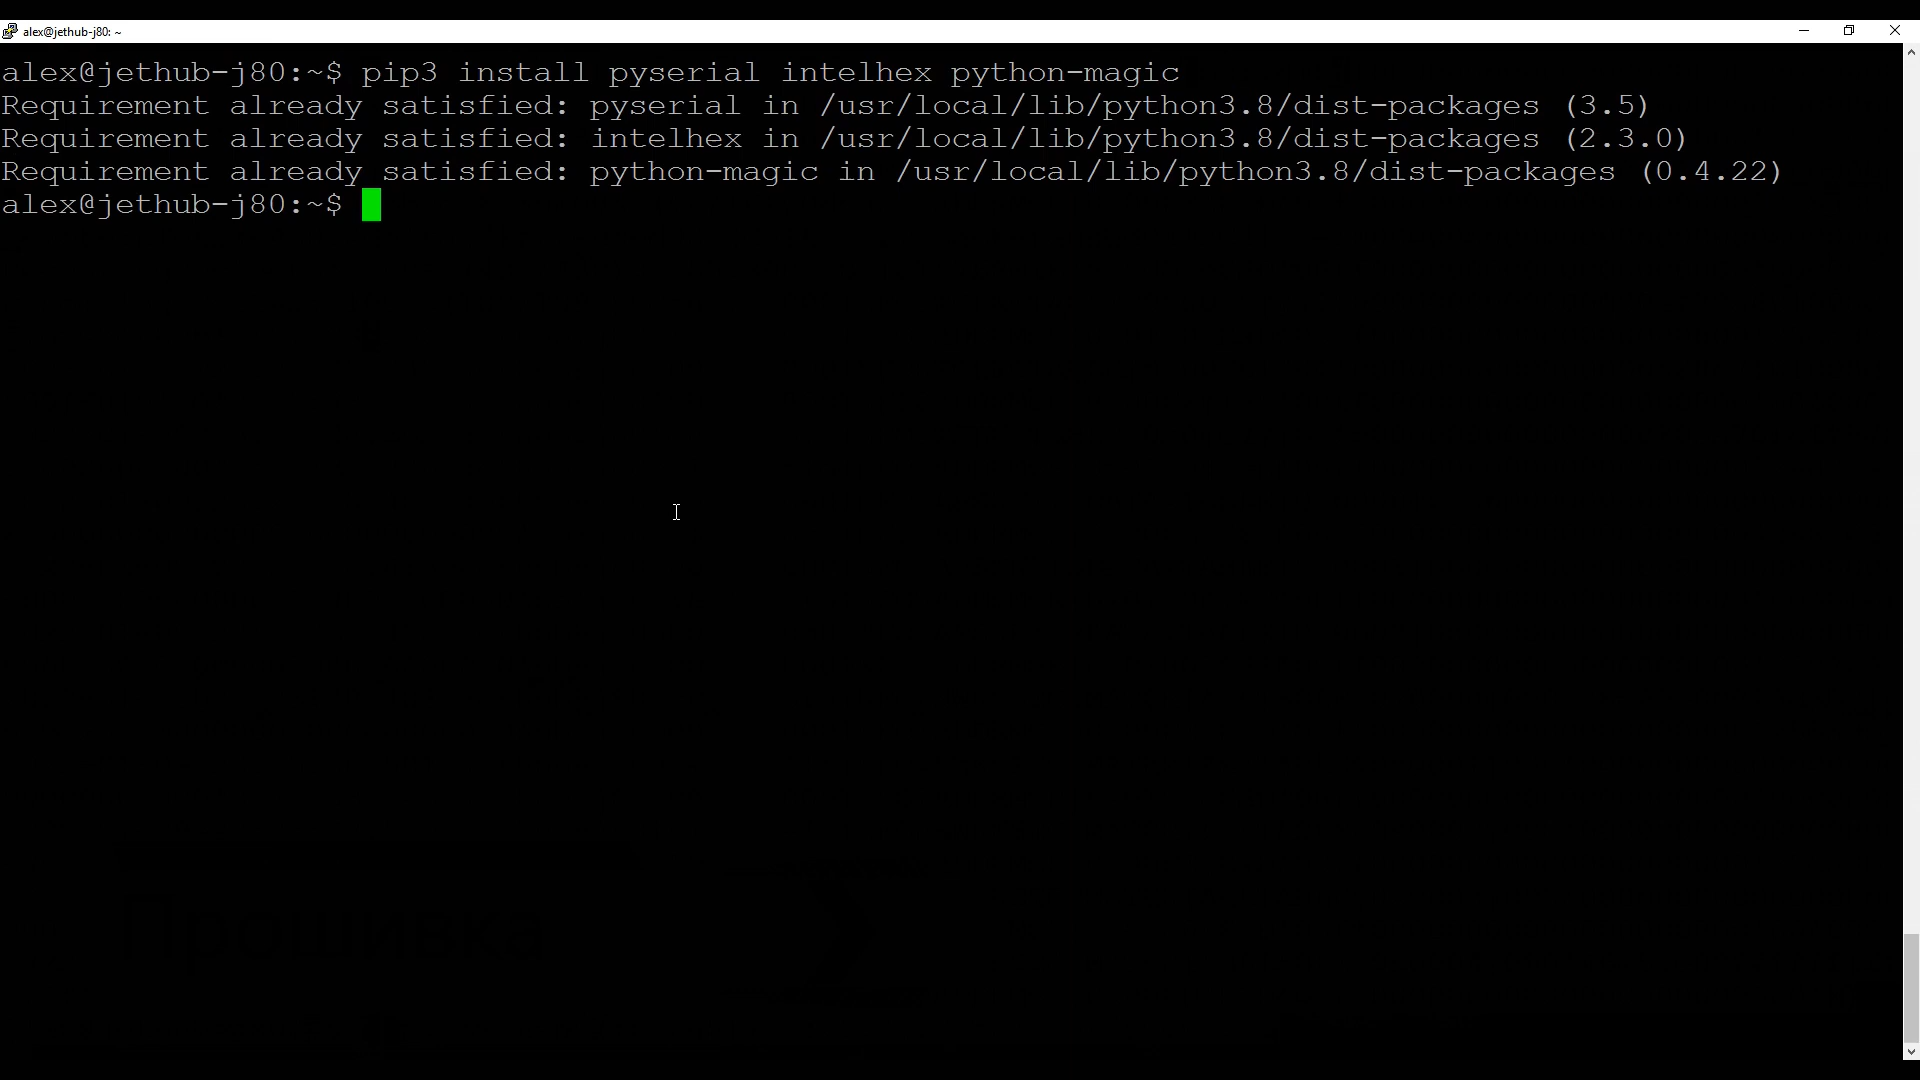 alex@jethub-j80: ~
alex@jethub-j80:~$ pip3 install pyserial intelhex python-magic
Requirement already satisfied: pyserial in /usr/local/lib/python3.8/dist-packages (3.5)
Requirement already satisfied: intelhex in /usr/local/lib/python3.8/dist-packages (2.3.0)
Requirement already satisfied: python-magic in /usr/local/lib/python3.8/dist-packages (0.4.22)
alex@jethub-j80:~$
Прошивка